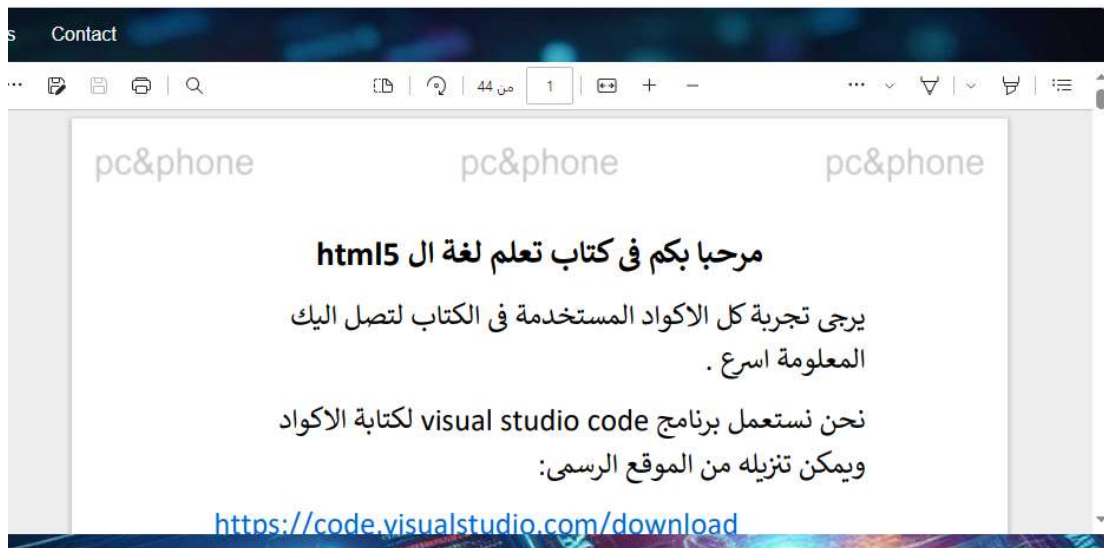 Contact
1 من 44
pc&phone pc&phone pc&phone
مرحبا بكم فى كتاب تعلم لغة ال html5
يرجى تجربة كل الاكواد المستخدمة فى الكتاب لتصل اليك
المعلومة اسرع .
نحن نستعمل برنامج visual studio code لكتابة الاكواد
ويمكن تنزيله من الموقع الرسمى:
https://code.visualstudio.com/download